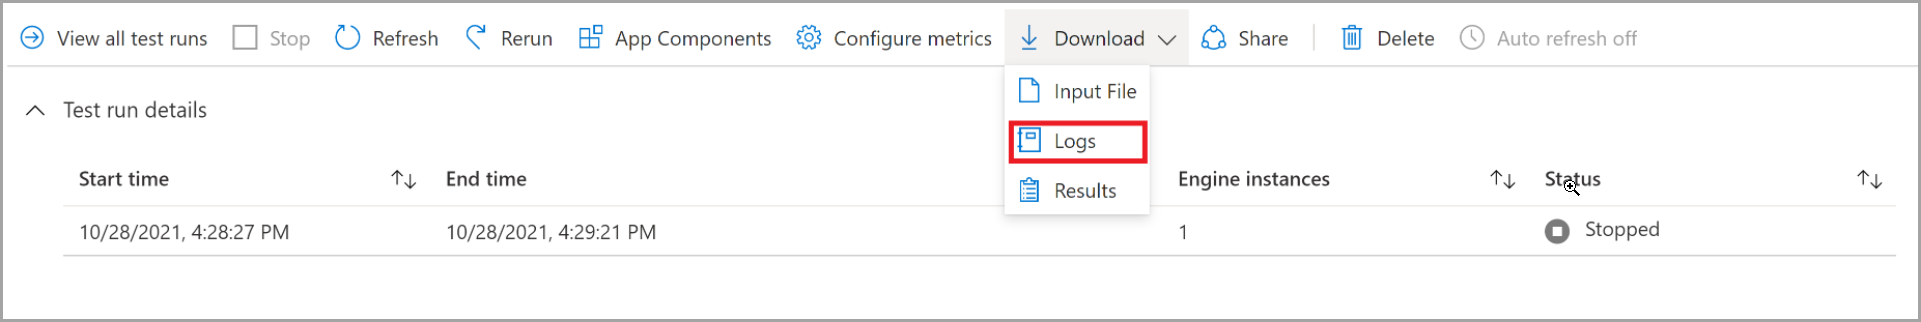 View all test runs Stop Refresh Rerun App Components Configure metrics Download Share Delete Auto refresh off
Input File
Logs
Results
Test run details
Start time End time Engine instances Status
10/28/2021, 4:28:27 PM 10/28/2021, 4:29:21 PM 1 Stopped